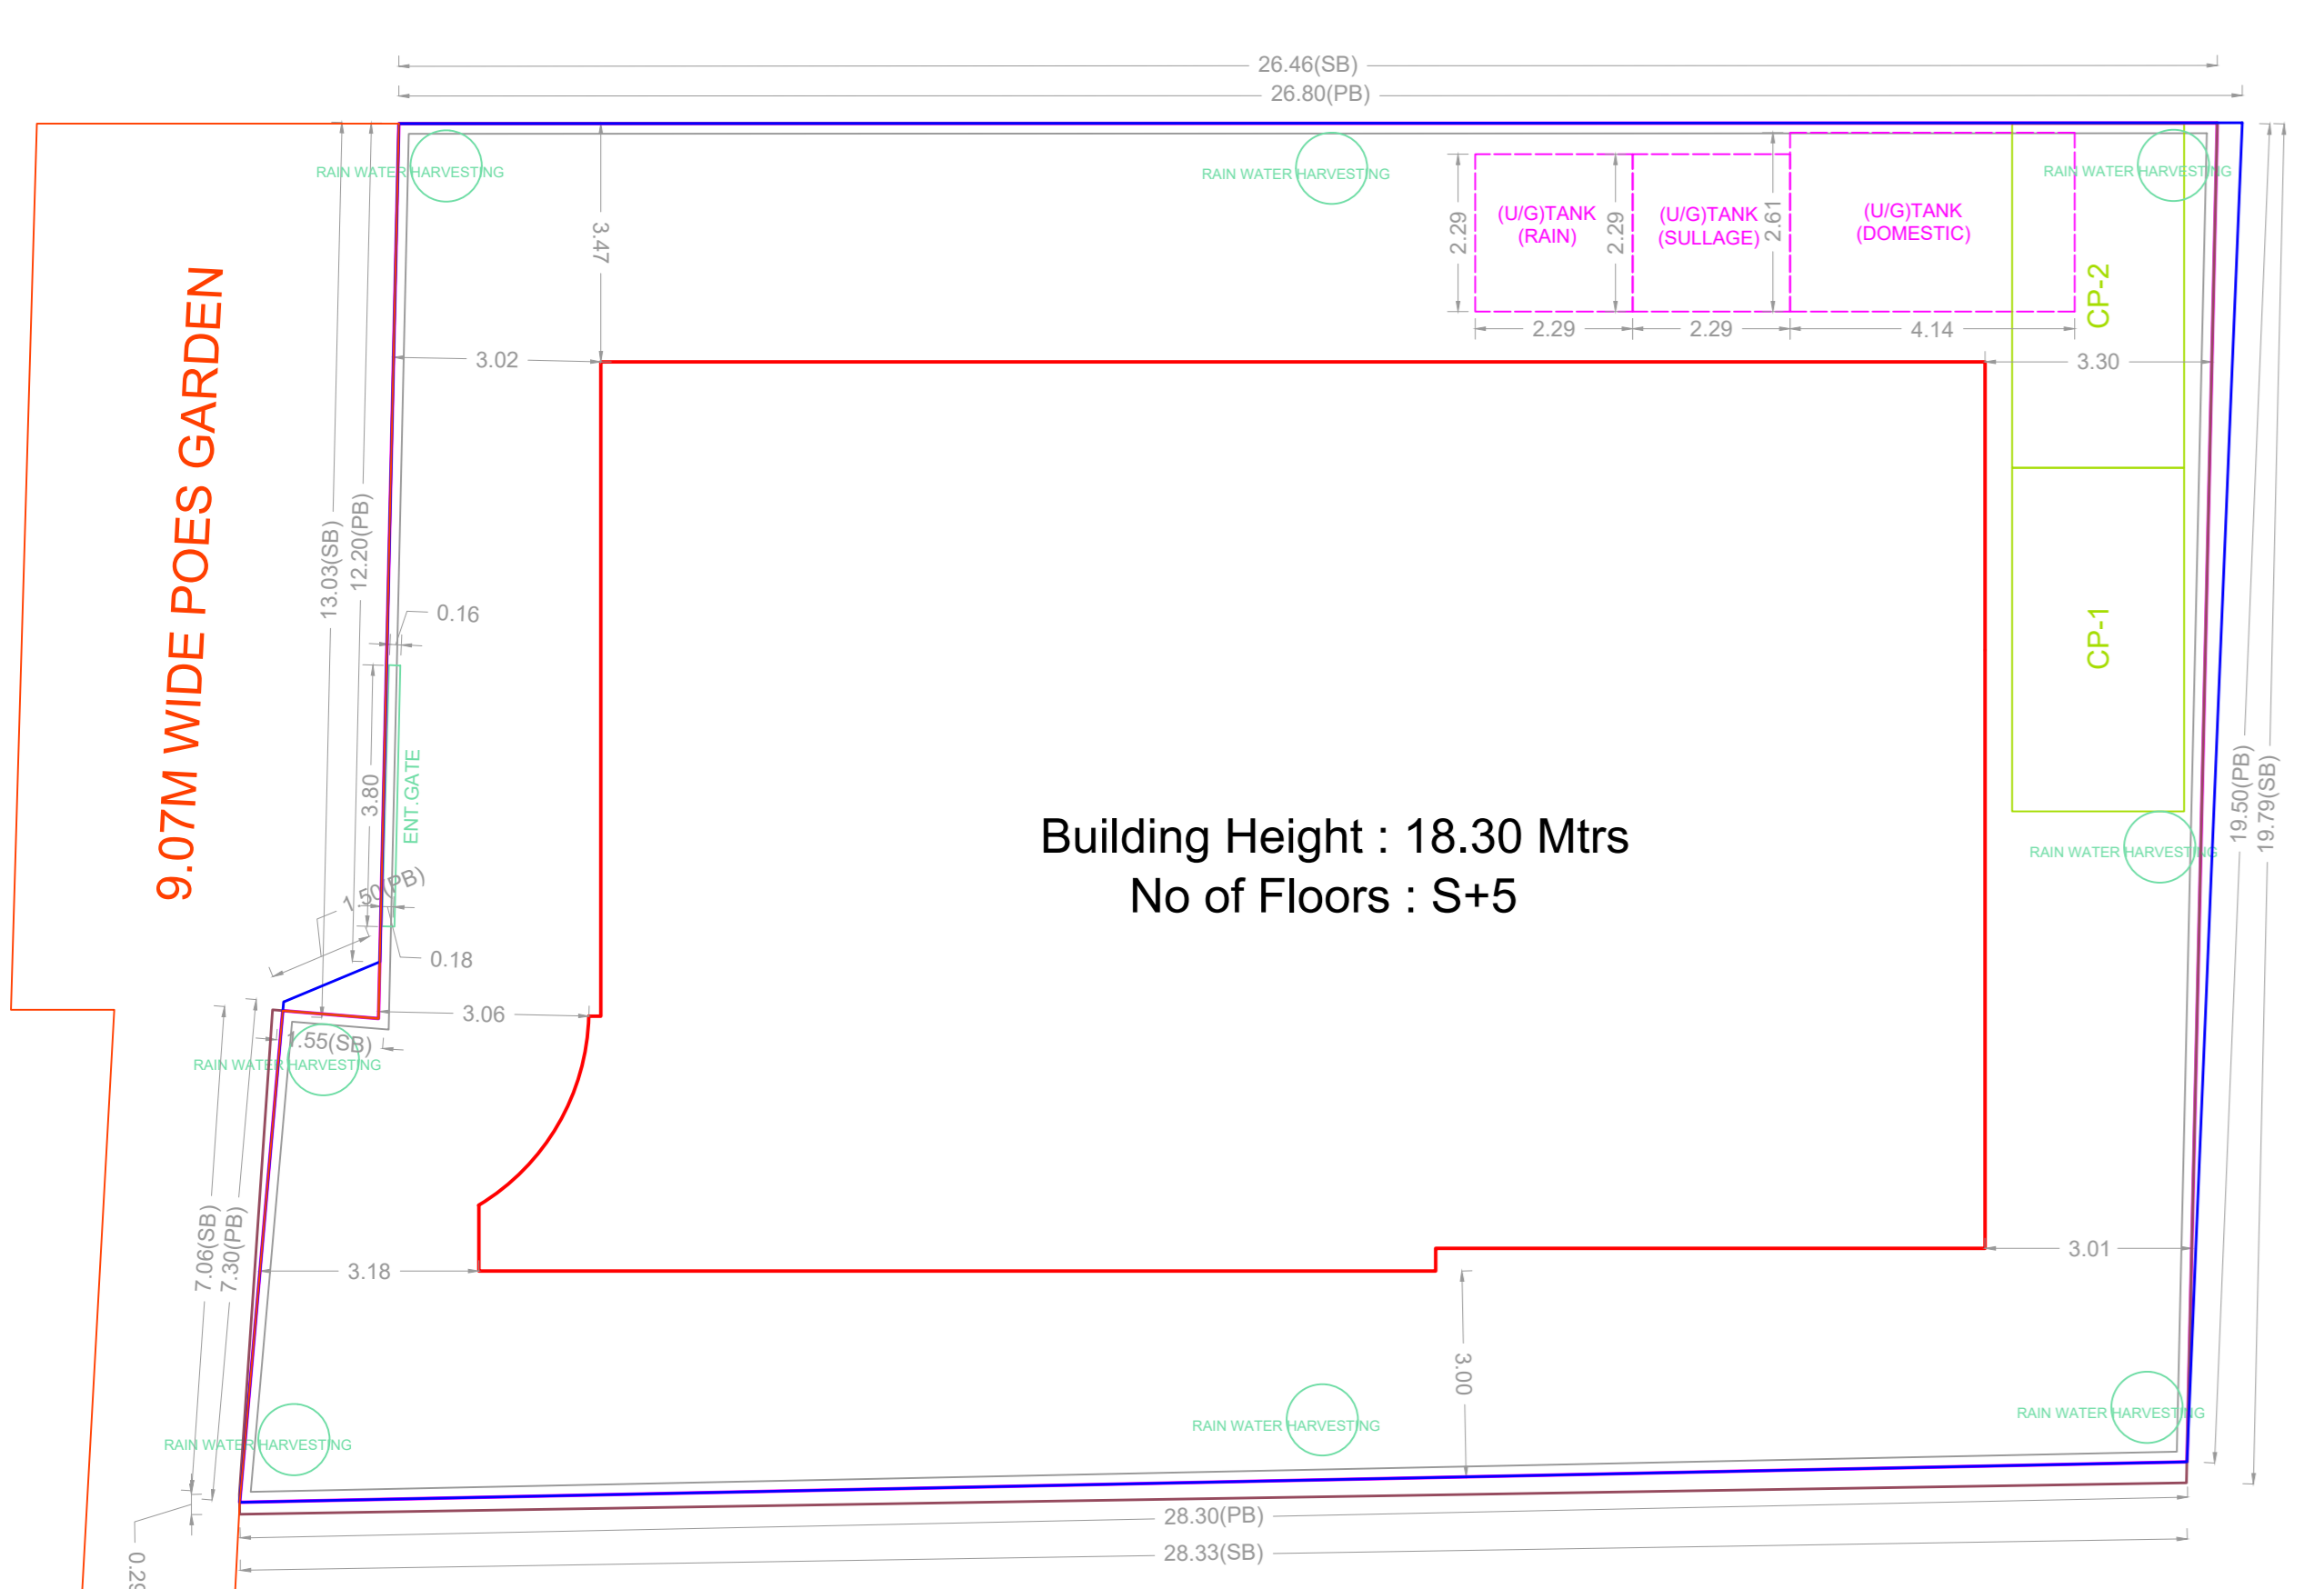 26.46(SB)
26.80(PB)
RAIN WATER HARVESTING
RAIN WATER HARVESTING
RAIN WATER HARVESTING
3.47
2.29
(U/G)TANK
(RAIN)
2.29
(U/G)TANK
(SULLAGE)
2.61
(U/G)TANK
(DOMESTIC)
CP-2
2.29
2.29
4.14
3.02
3.30
9.07M WIDE POES GARDEN
13.03(SB)
12.20(PB)
0.16
CP-1
3.80
ENT.GATE
19.50(PB)
19.79(SB)
Building Height : 18.30 Mtrs
No of Floors : S+5
RAIN WATER HARVESTING
1.50(PB)
0.18
3.06
1.55(SB)
RAIN WATER HARVESTING
7.06(SB)
7.30(PB)
3.18
3.01
3.00
RAIN WATER HARVESTING
RAIN WATER HARVESTING
RAIN WATER HARVESTING
28.30(PB)
28.33(SB)
0.29